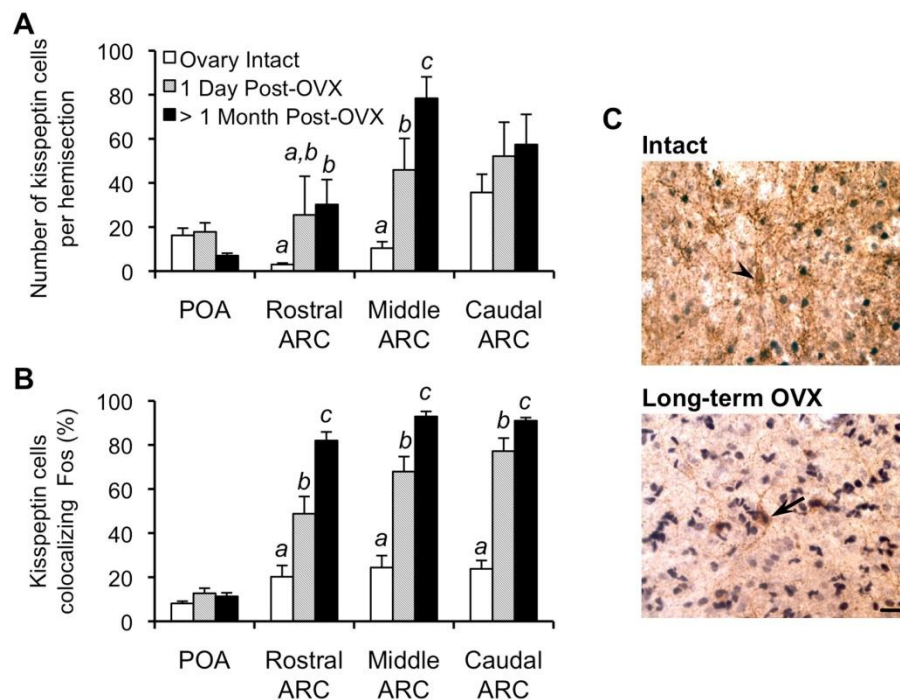 A
Number of kisspeptin cells
per hemisection
100
80
60
40
20
0
Ovary Intact
1 Day Post-OVX
> 1 Month Post-OVX
a
a,b
b
a
b
c
POA
Rostral
ARC
Middle
ARC
Caudal
ARC
B
Kisspeptin cells
colocalizing Fos (%)
100
80
60
40
20
0
a
b
c
a
b
c
a
b
c
POA
Rostral
ARC
Middle
ARC
Caudal
ARC
C
Intact
Long-term OVX